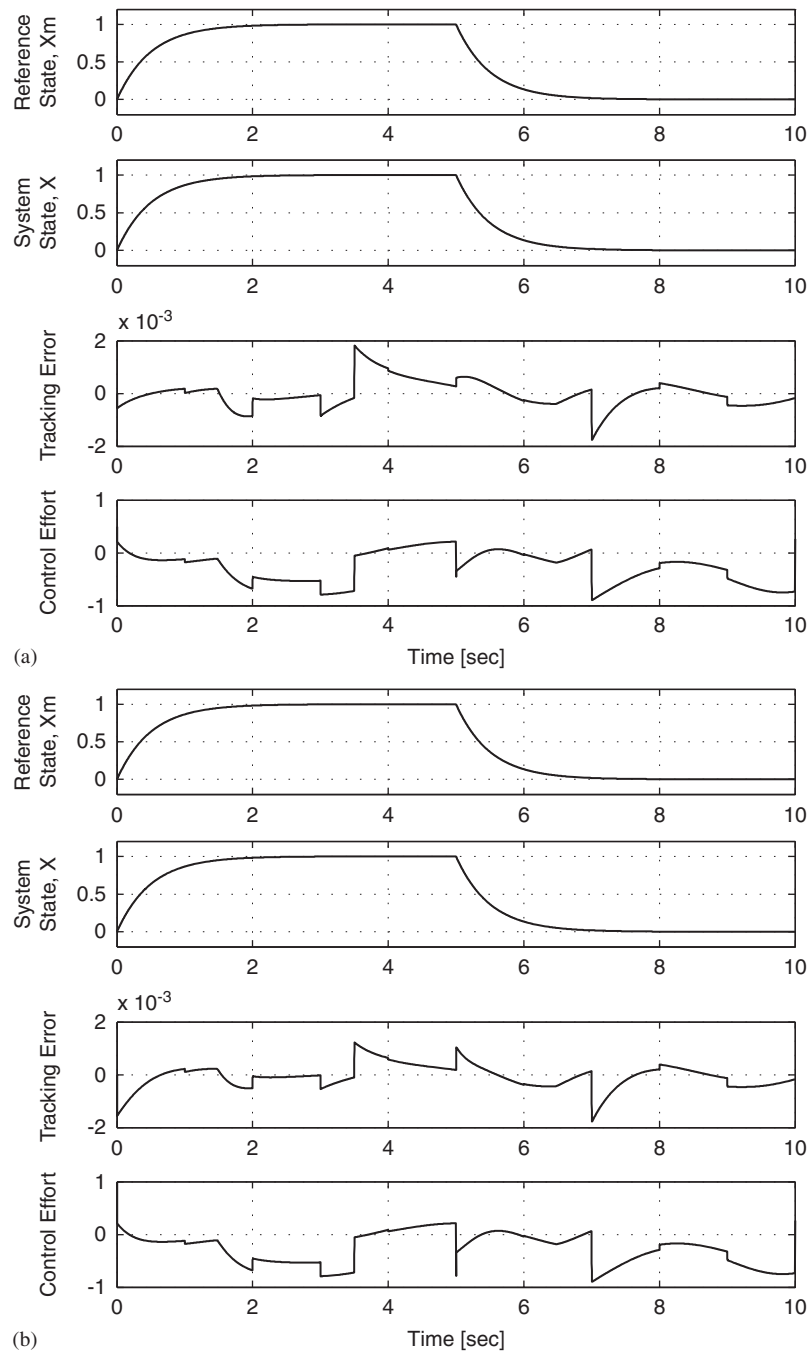 Reference
State, Xm
1
0.5
0
0 2 4 6 8 10
System
State, X
1
0.5
0
0 2 4 6 8 10
x 10-3
Tracking Error
2
0
-2
0 2 4 6 8 10
Control Effort
1
0
-1
0 2 4 6 8 10
(a)
Time [sec]
Reference
State, Xm
1
0.5
0
0 2 4 6 8 10
System
State, X
1
0.5
0
0 2 4 6 8 10
x 10-3
Tracking Error
2
0
-2
0 2 4 6 8 10
Control Effort
1
0
-1
0 2 4 6 8 10
(b)
Time [sec]